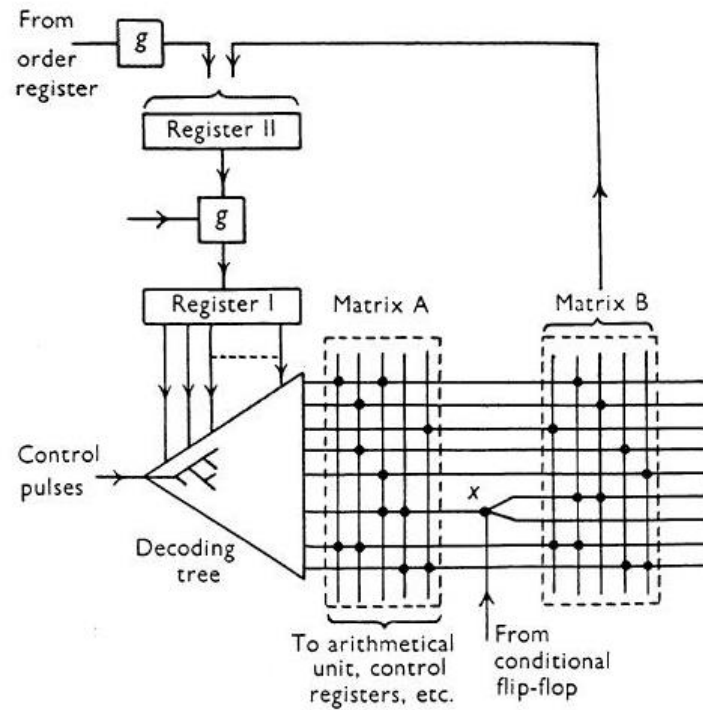 From
order
register
g
Register II
g
Register I
Matrix A
Matrix B
Control
pulses
x
Decoding
tree
To arithmetical
unit, control
registers, etc.
From
conditional
flip-flop